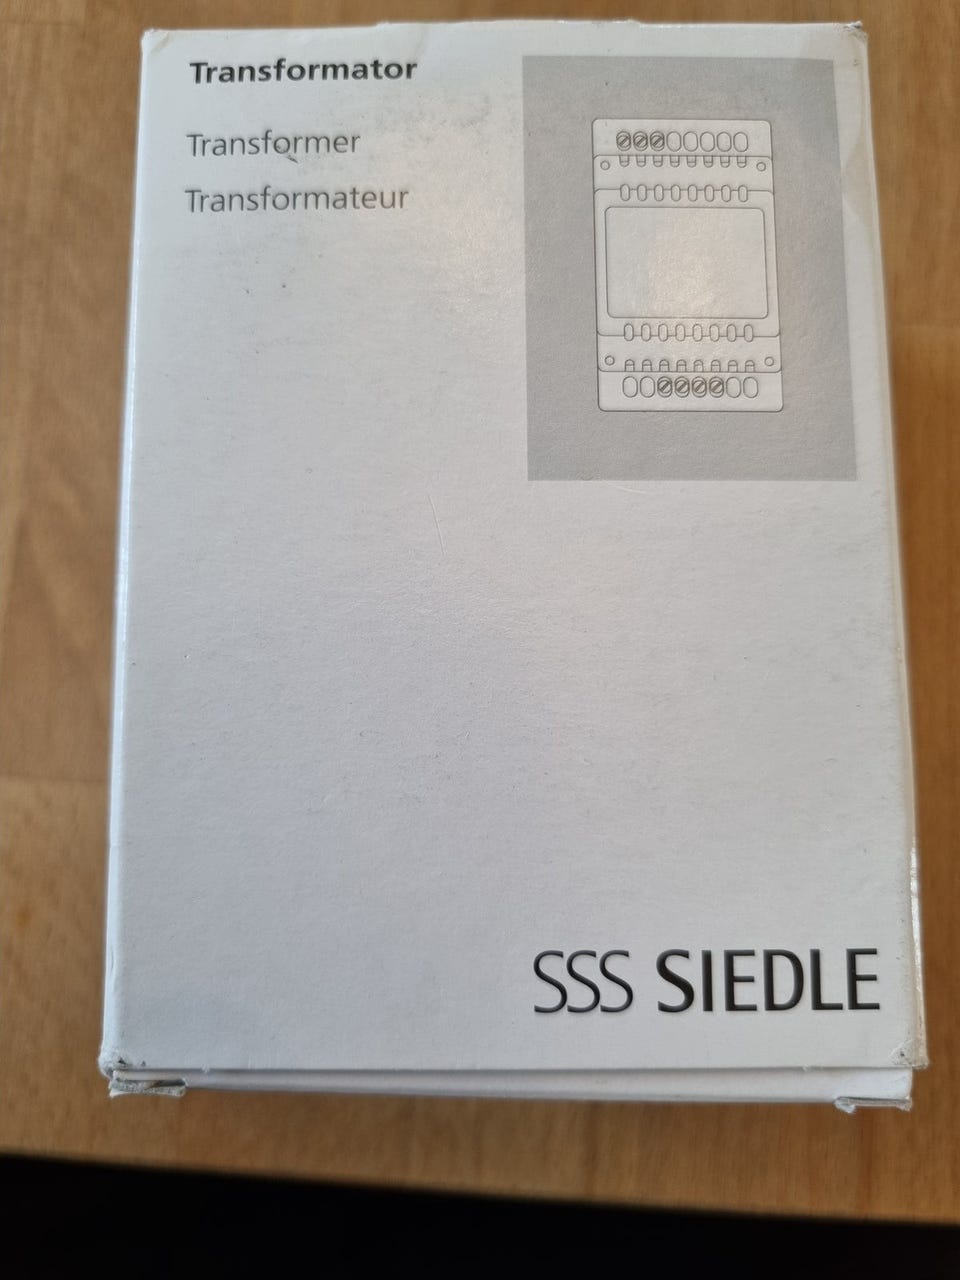 Transformator
Transformer
Transformateur
SSS SIEDLE